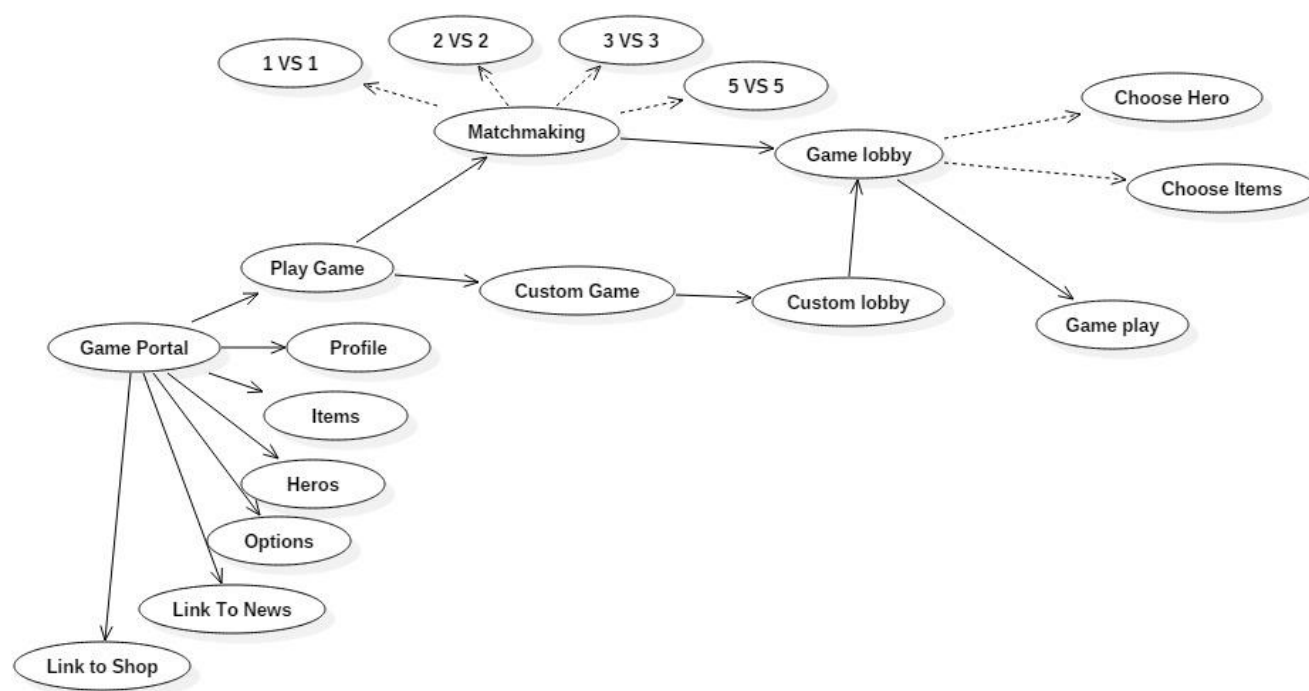 2 VS 2
3 VS 3
1 VS 1
5 VS 5
Choose Hero
Matchmaking
Game lobby
Choose Items
Play Game
Custom Game
Custom lobby
Game play
Game Portal
Profile
Items
Heros
Options
Link To News
Link to Shop